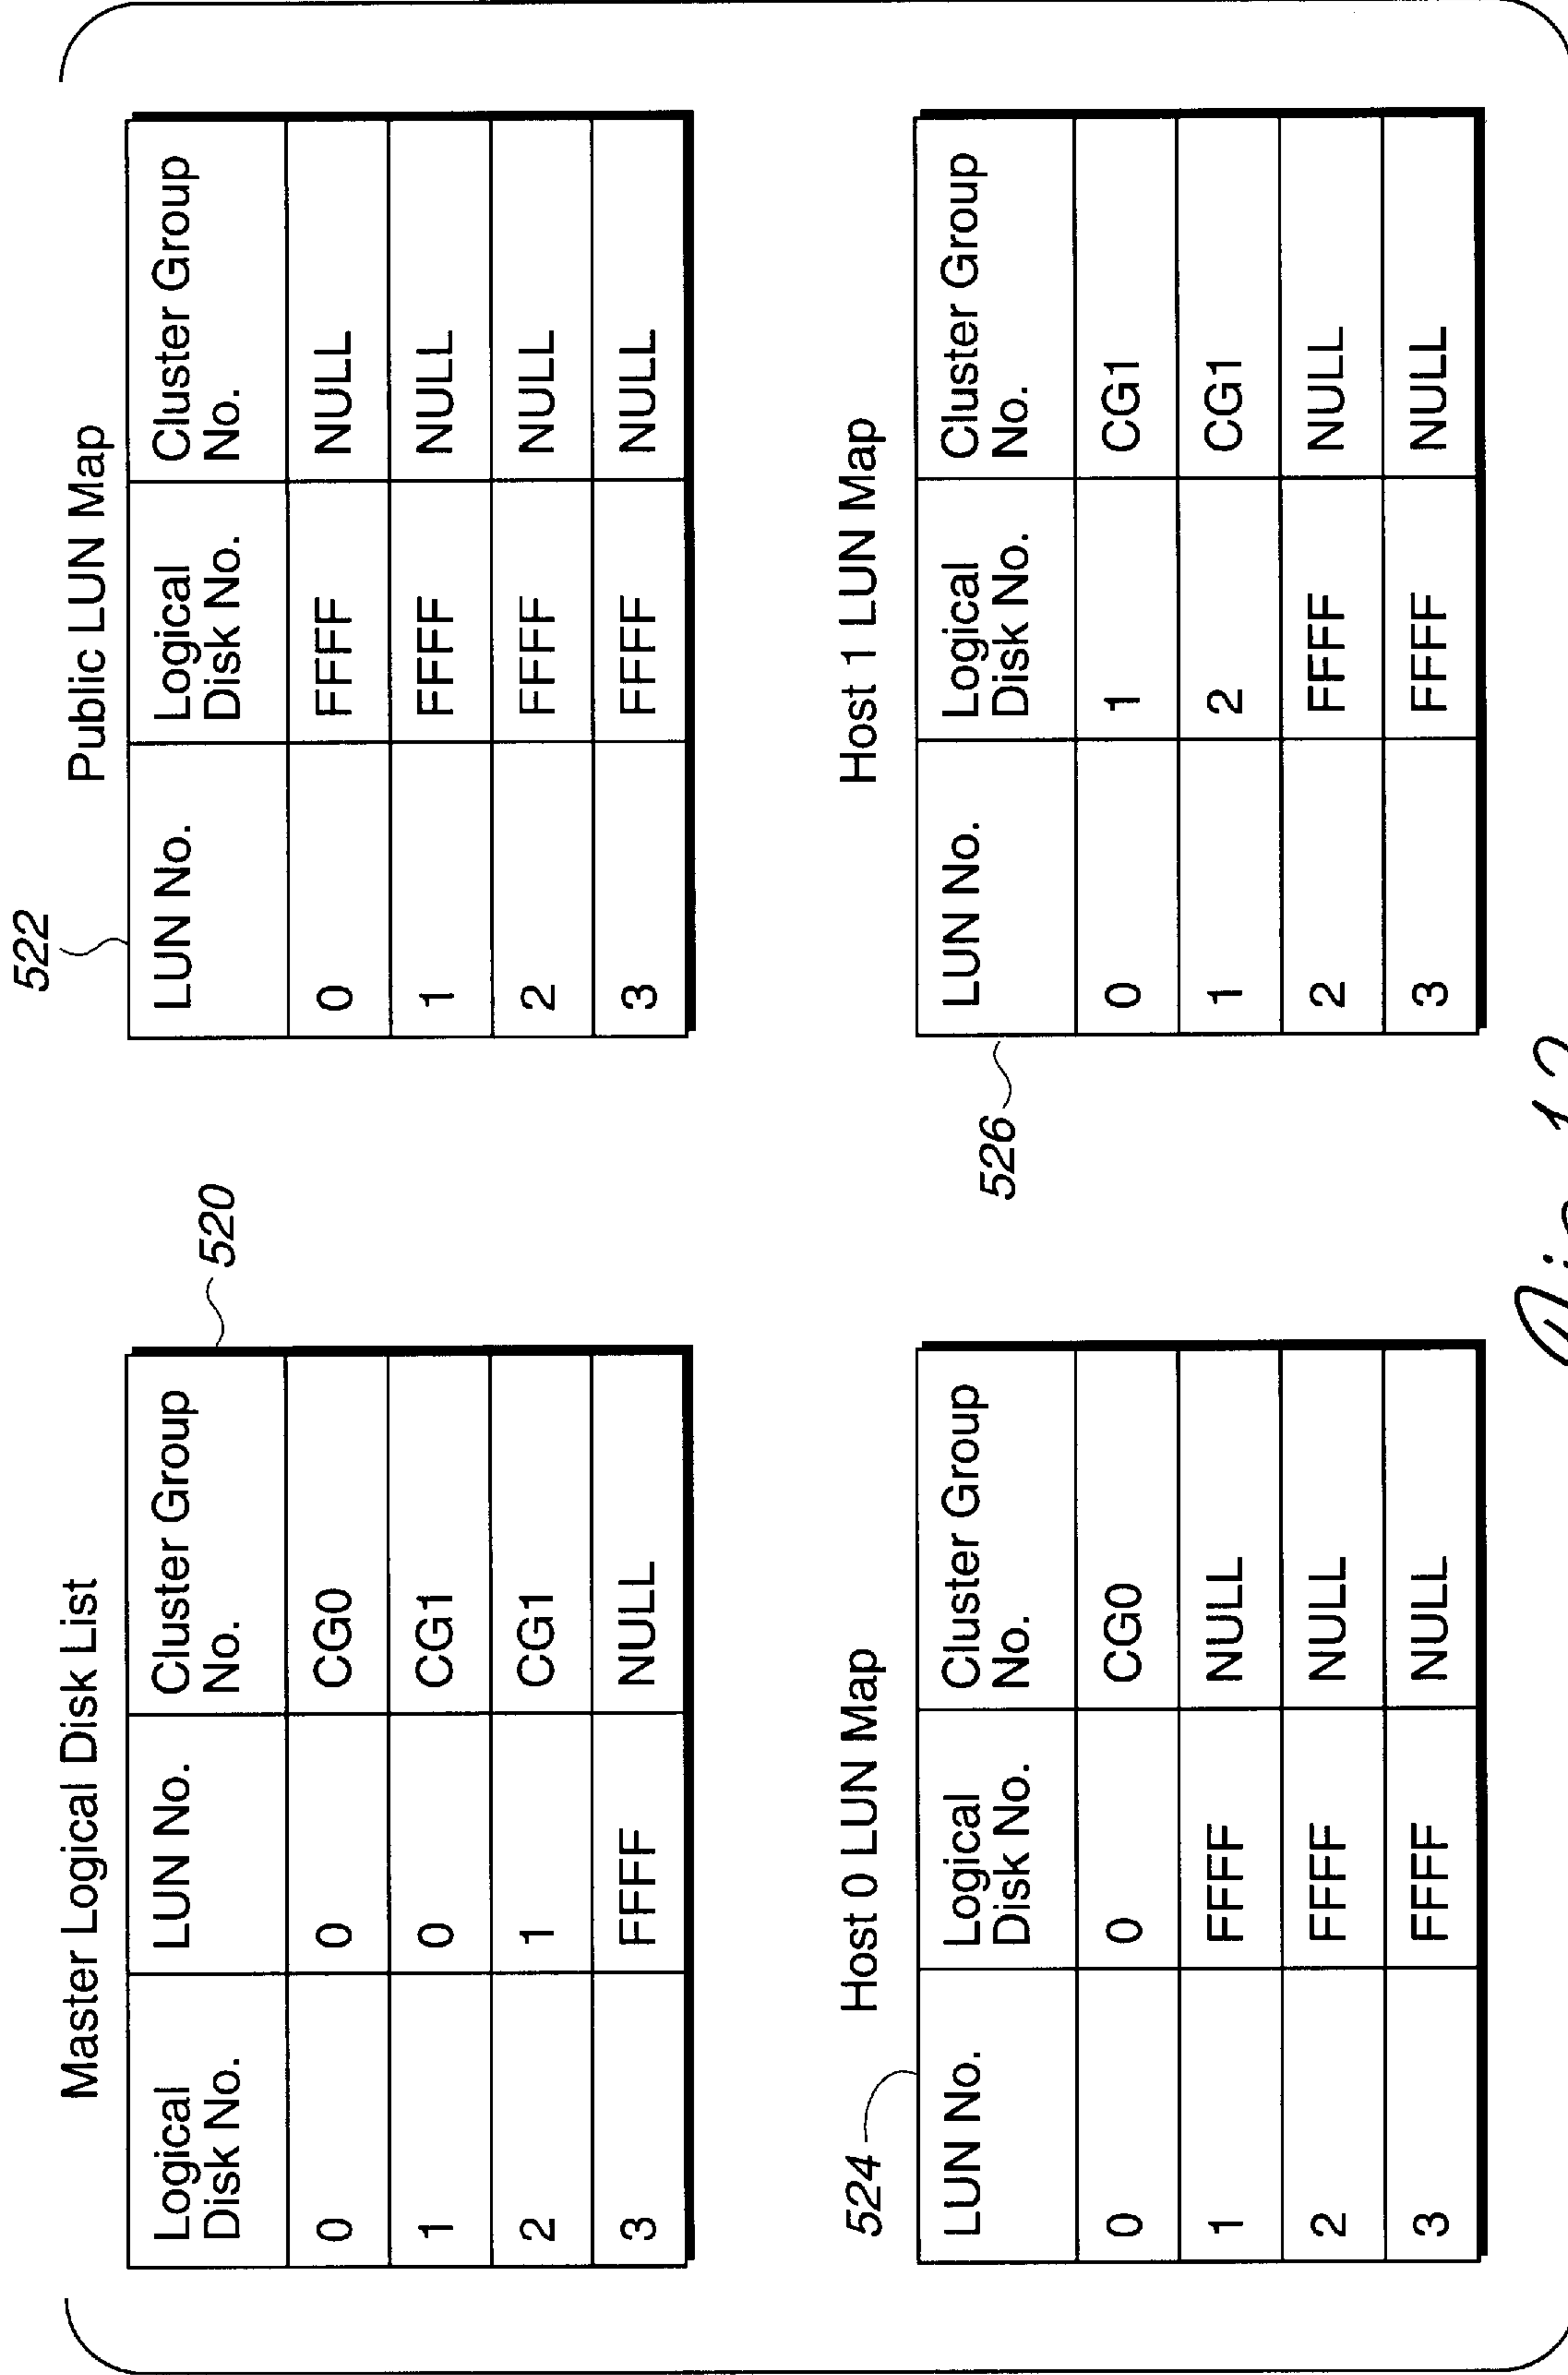 Master Logical Disk List
520
Logical Disk No. LUN No. Cluster Group No.
0 0 CG0
1 0 CG1
2 1 CG1
3 FFFF NULL
522
Public LUN Map
LUN No. Logical Disk No. Cluster Group No.
0 FFFF NULL
1 FFFF NULL
2 FFFF NULL
3 FFFF NULL
524
Host 0 LUN Map
LUN No. Logical Disk No. Cluster Group No.
0 0 CG0
1 FFFF NULL
2 FFFF NULL
3 FFFF NULL
526
Host 1 LUN Map
LUN No. Logical Disk No. Cluster Group No.
0 1 CG1
1 2 CG1
2 FFFF NULL
3 FFFF NULL